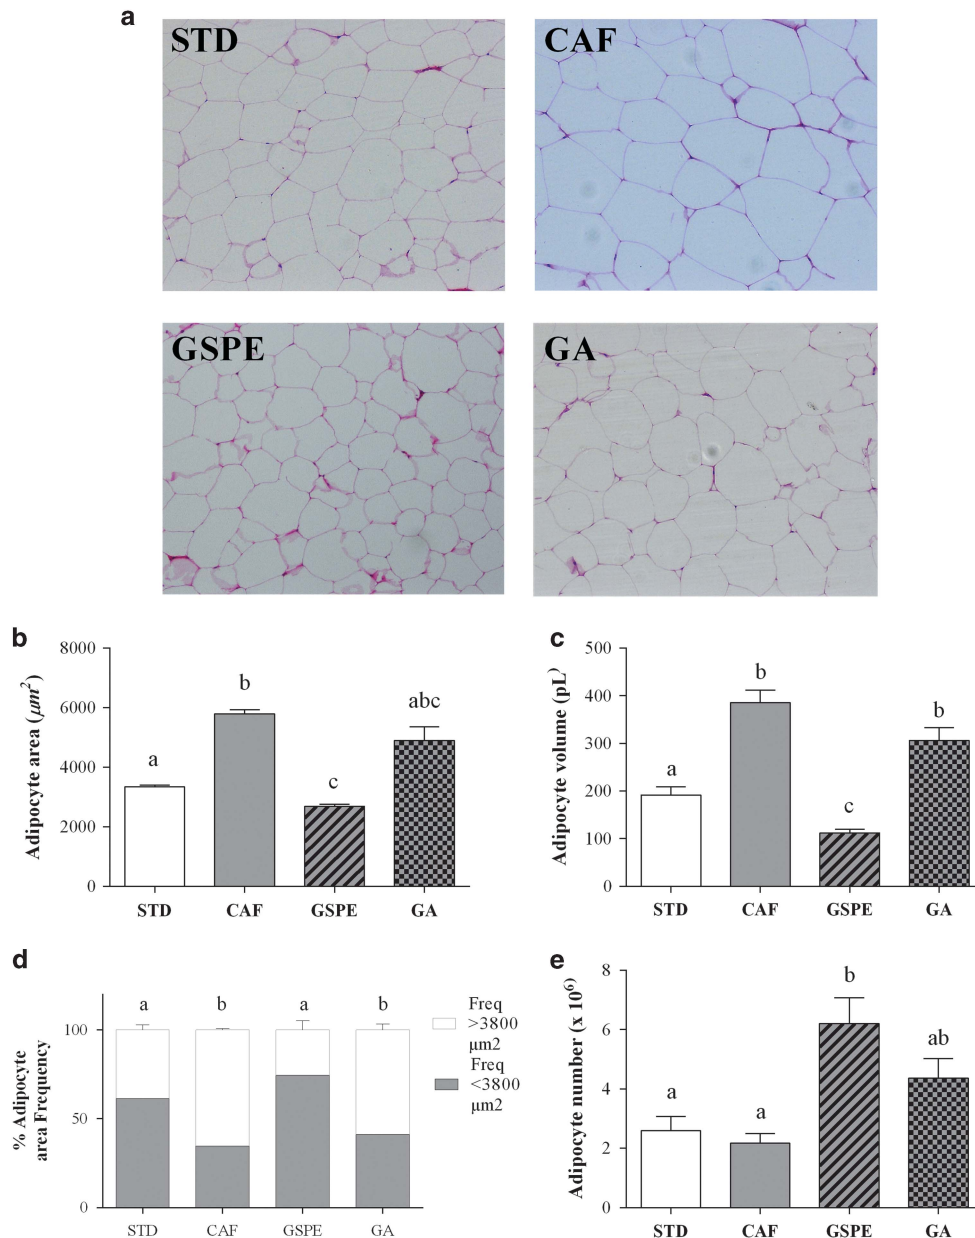 a
STD
CAF
GSPE
GA
b
Adipocyte area (μm²)
8000
6000
4000
2000
0
a
b
c
abc
STD
CAF
GSPE
GA
c
Adipocyte volume (pL)
500
400
300
200
100
0
a
b
c
b
STD
CAF
GSPE
GA
d
% Adipocyte
area Frequency
100
50
0
a
b
a
b
STD
CAF
GSPE
GA
Freq
>3800
μm2
Freq
<3800
μm2
e
Adipocyte number (x 10⁶)
8
6
4
2
0
a
a
b
ab
STD
CAF
GSPE
GA